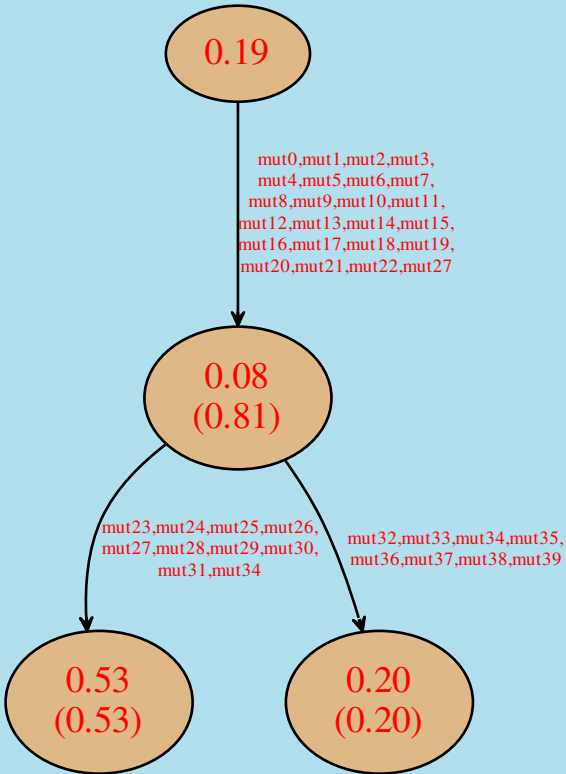 0.19
mut0,mut1,mut2,mut3,
mut4,mut5,mut6,mut7,
mut8,mut9,mut10,mut11,
mut12,mut13,mut14,mut15,
mut16,mut17,mut18,mut19,
mut20,mut21,mut22,mut27
0.08
(0.81)
mut23,mut24,mut25,mut26,
mut27,mut28,mut29,mut30,
mut31,mut34
mut32,mut33,mut34,mut35,
mut36,mut37,mut38,mut39
0.53
(0.53)
0.20
(0.20)